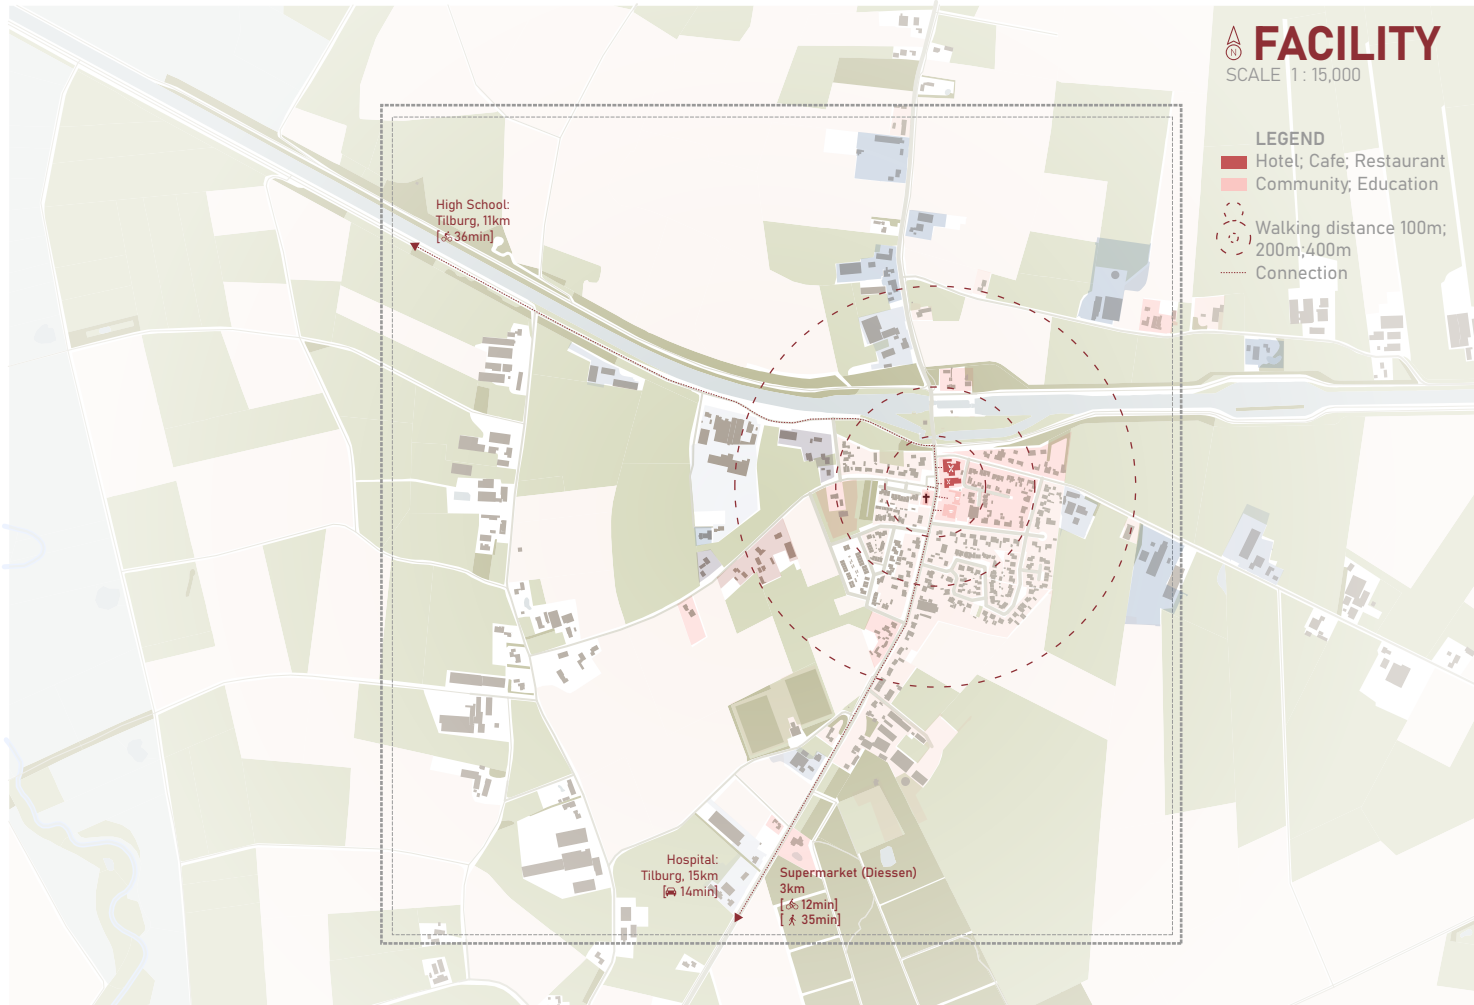 FACILITY
N
SCALE 1 : 15,000
LEGEND
Hotel; Cafe; Restaurant
Community; Education
Walking distance 100m;
200m;400m
Connection
High School:
Tilburg, 11km
[36min]
Hospital:
Tilburg, 15km
[14min]
Supermarket (Diessen)
3km
[12min]
[35min]